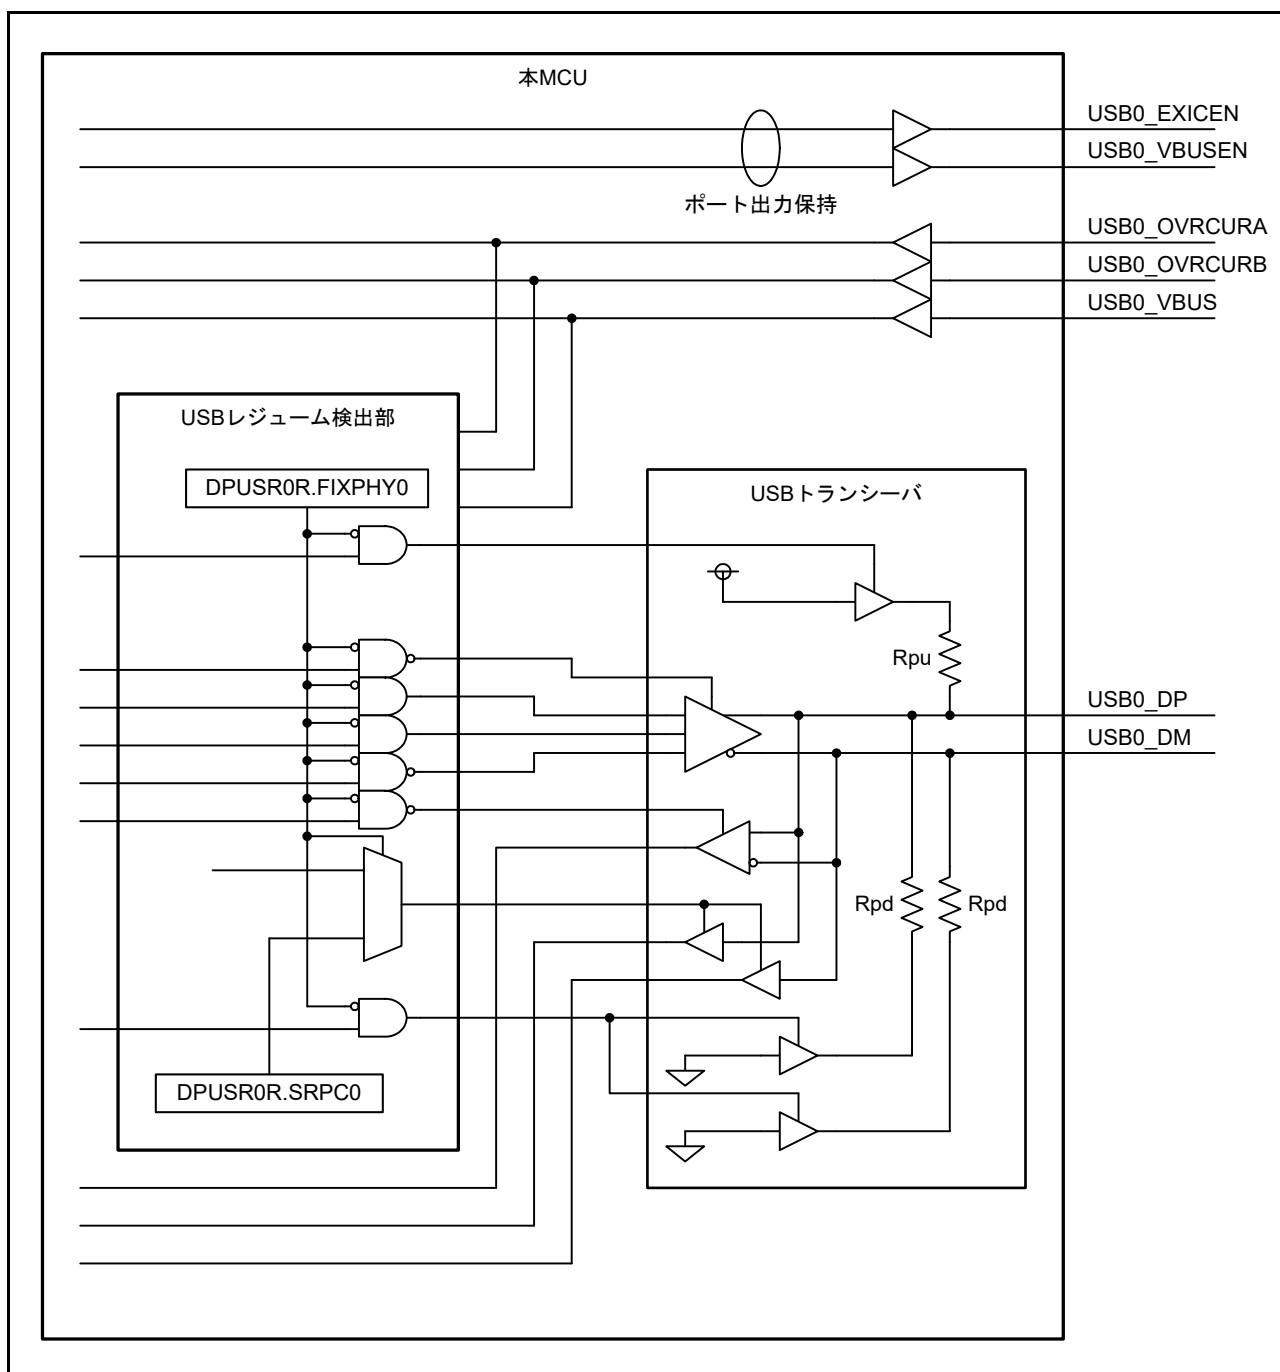 本MCU
USB0_EXICEN
USB0_VBUSEN
ポート出力保持
USB0_OVRCURA
USB0_OVRCURB
USB0_VBUS
USBレジューム検出部
DPUSR0R.FIXPHY0
USBトランシーバ
Rpu
USB0_DP
USB0_DM
Rpd
Rpd
DPUSR0R.SRPC0